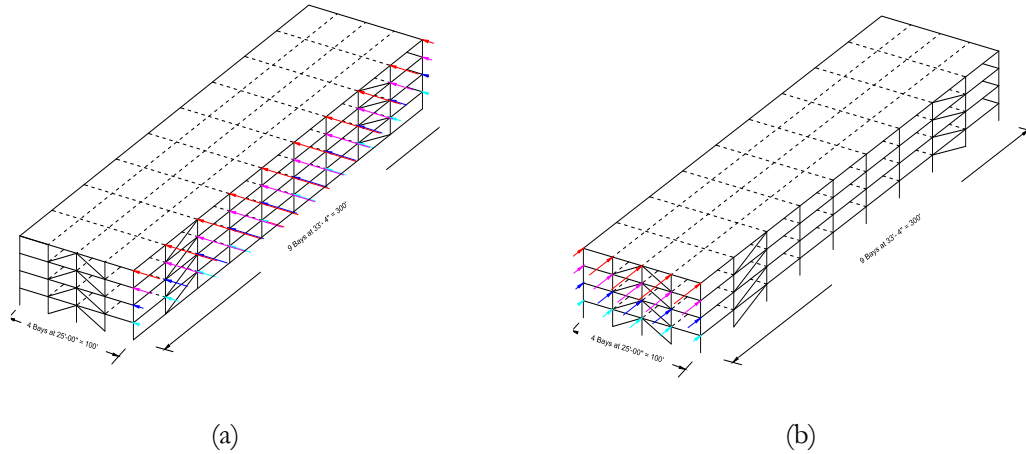 9 Bays at 33'- 4" = 300'
4 Bays at 25'-00" = 100'
(a)
9 Bays at 33'- 4" = 300'
4 Bays at 25'-00" = 100'
(b)